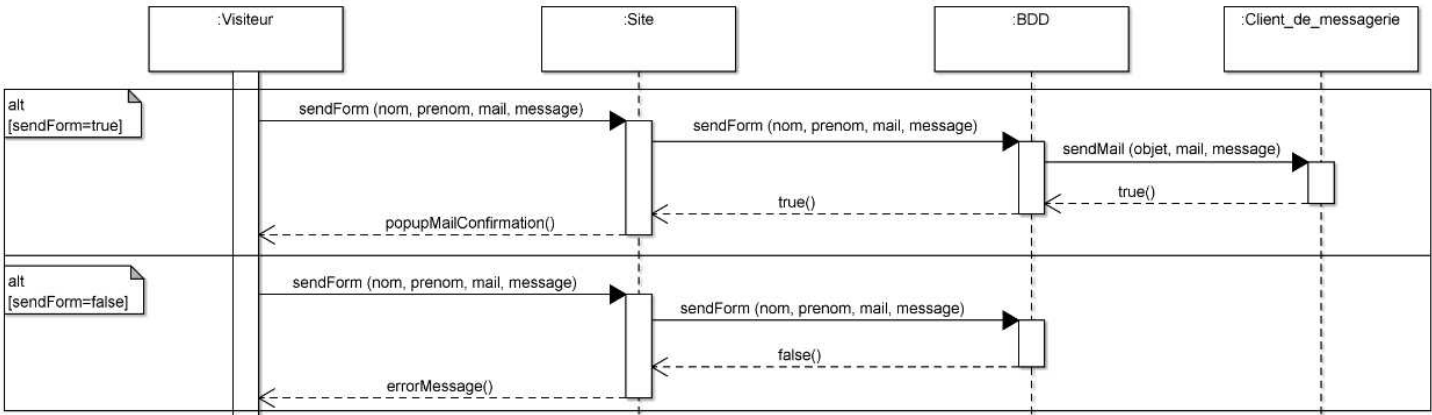 :Visiteur
:Site
:BDD
:Client_de_messagerie
alt
[sendForm=true]
sendForm (nom, prenom, mail, message)
sendForm (nom, prenom, mail, message)
sendMail (objet, mail, message)
true()
true()
popupMailConfirmation()
alt
[sendForm=false]
sendForm (nom, prenom, mail, message)
sendForm (nom, prenom, mail, message)
false()
errorMessage()